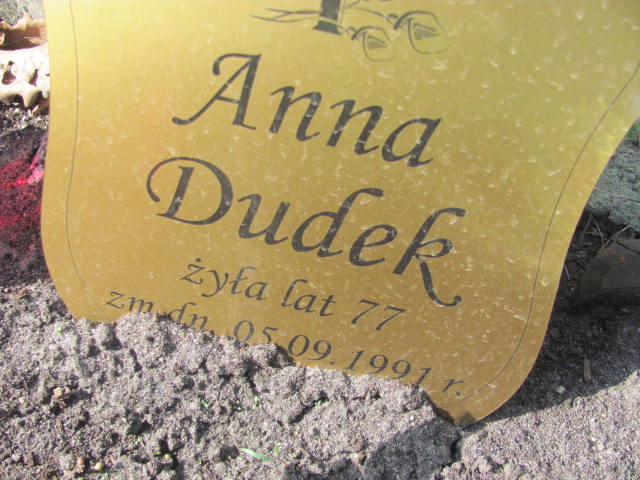 Anna
Dudek
żyła lat 77
zm. dn. 05.09.1991 r.